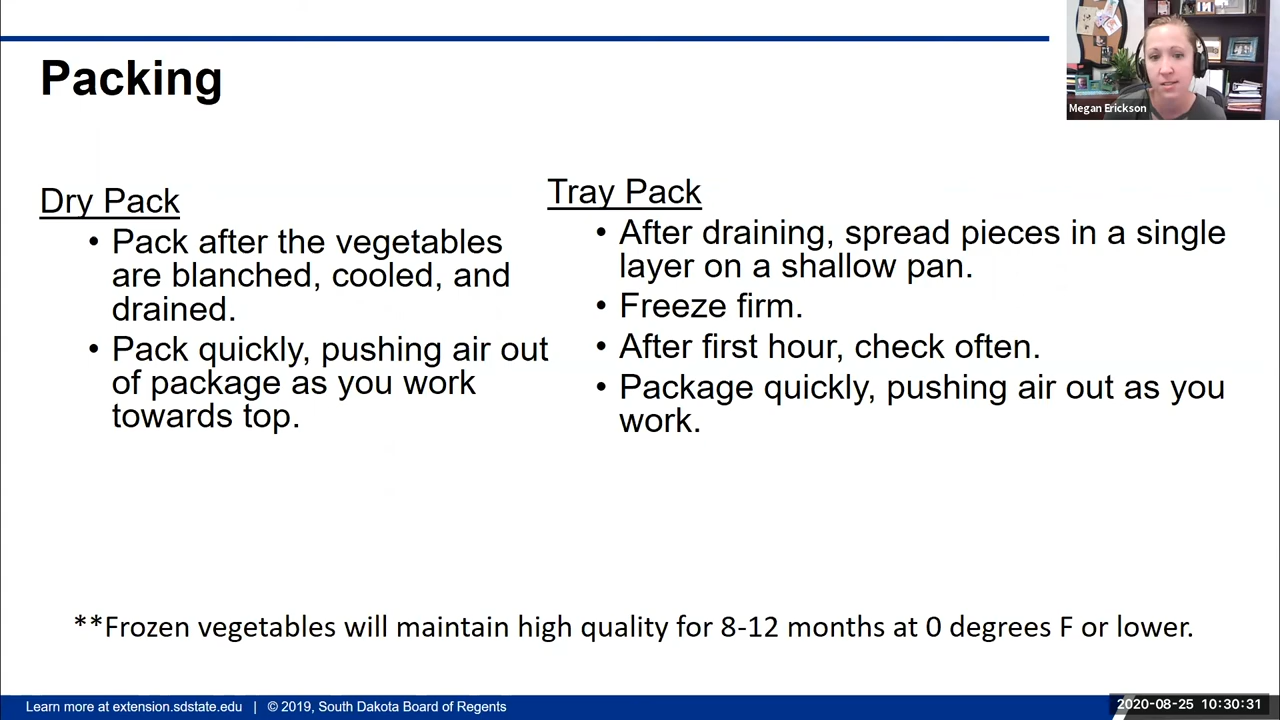 Packing
Megan Erickson
Dry Pack
• Pack after the vegetables
are blanched, cooled, and
drained.
• Pack quickly, pushing air out
of package as you work
towards top.
Tray Pack
• After draining, spread pieces in a single
layer on a shallow pan.
• Freeze firm.
• After first hour, check often.
• Package quickly, pushing air out as you
work.
**Frozen vegetables will maintain high quality for 8-12 months at 0 degrees F or lower.
Learn more at extension.sdstate.edu | © 2019, South Dakota Board of Regents
2020-08-25 10:30:31